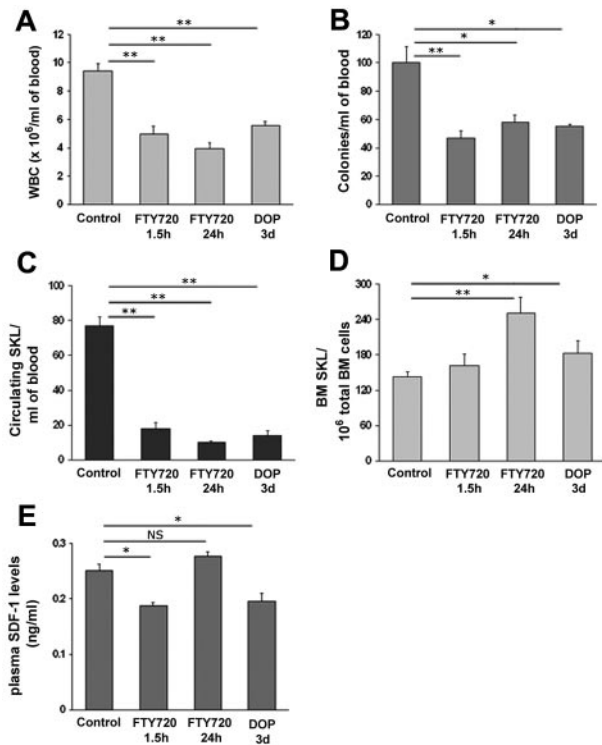 A
**
**
**
WBC (x 10⁶/ml of blood)
12
10
8
6
4
2
0
Control
FTY720 1.5h
FTY720 24h
DOP 3d
B
*
*
**
Colonies/ml of blood
120
100
80
60
40
20
0
Control
FTY720 1.5h
FTY720 24h
DOP 3d
C
**
**
**
Circulating SKL/
ml of blood
100
80
60
40
20
0
Control
FTY720 1.5h
FTY720 24h
DOP 3d
D
*
**
BM SKL/
10⁶ total BM cells
300
240
180
120
60
0
Control
FTY720 1.5h
FTY720 24h
DOP 3d
E
*
NS
*
plasma SDF-1 levels
(ng/ml)
0.3
0.2
0.1
0
Control
FTY720 1.5h
FTY720 24h
DOP 3d